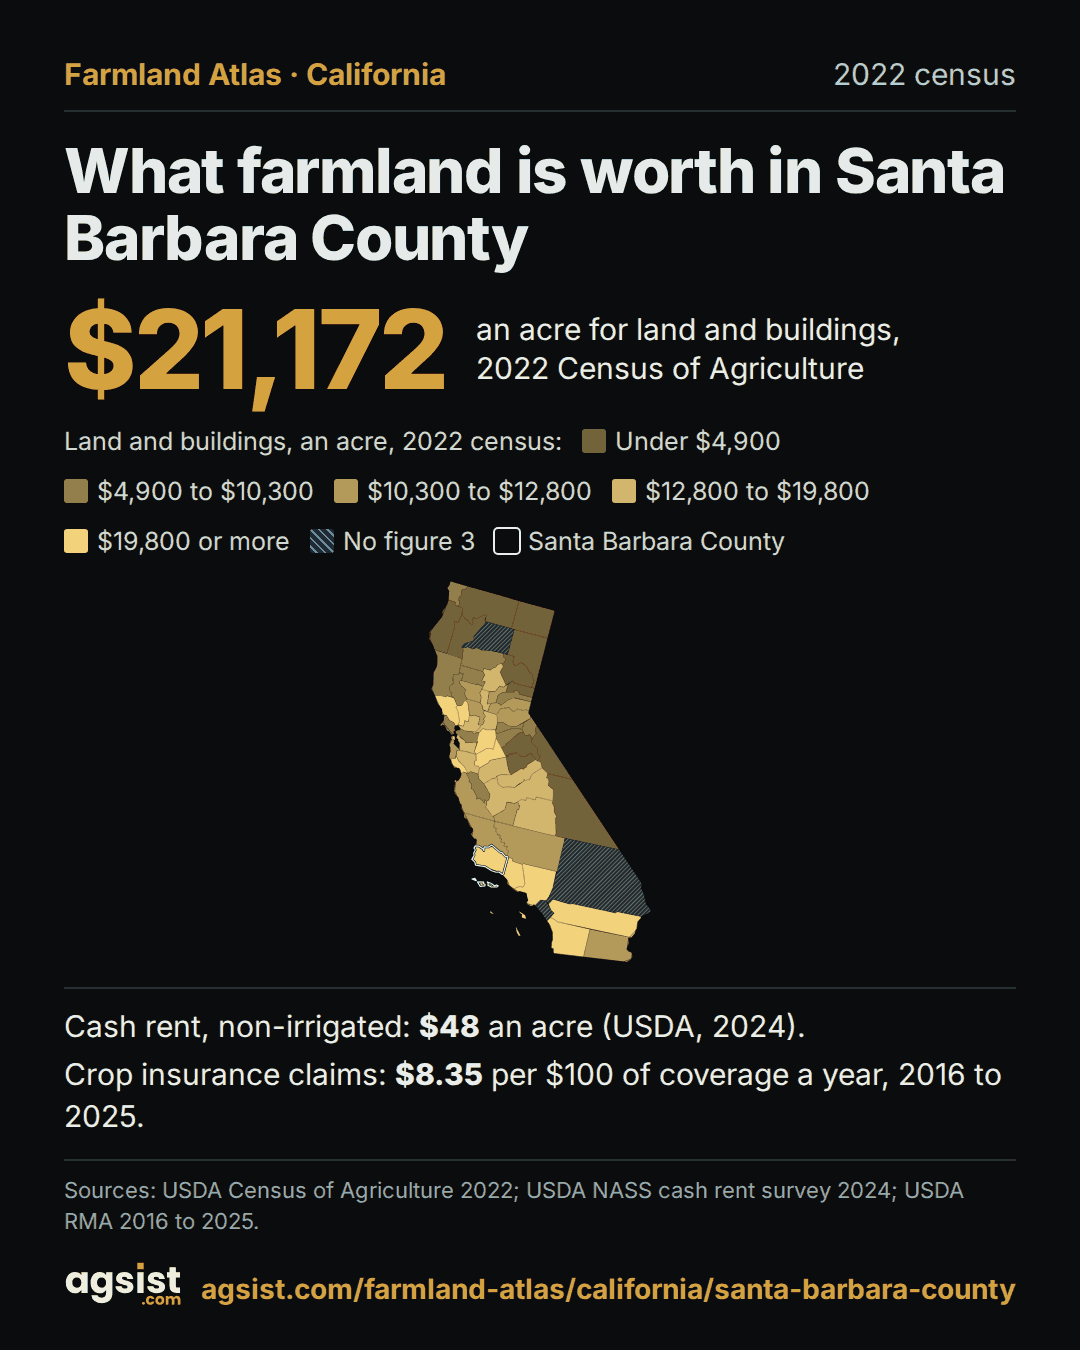 Farmland Atlas · California
2022 census
What farmland is worth in Santa
Barbara County
$21,172
an acre for land and buildings,
2022 Census of Agriculture
Land and buildings, an acre, 2022 census: Under $4,900
$4,900 to $10,300 $10,300 to $12,800 $12,800 to $19,800
$19,800 or more No figure 3 Santa Barbara County
Cash rent, non-irrigated: $48 an acre (USDA, 2024).
Crop insurance claims: $8.35 per $100 of coverage a year, 2016 to
2025.
Sources: USDA Census of Agriculture 2022; USDA NASS cash rent survey 2024; USDA
RMA 2016 to 2025.
agsist
.com
agsist.com/farmland-atlas/california/santa-barbara-county